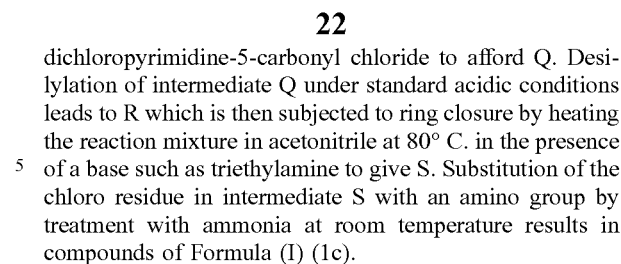 22
dichloropyrimidine-5-carbonyl chloride to afford Q. Desi-
lylation of intermediate Q under standard acidic conditions
leads to R which is then subjected to ring closure by heating
the reaction mixture in acetonitrile at 80° C. in the presence
5 of a base such as triethylamine to give S. Substitution of the
chloro residue in intermediate S with an amino group by
treatment with ammonia at room temperature results in
compounds of Formula (I) (1c).